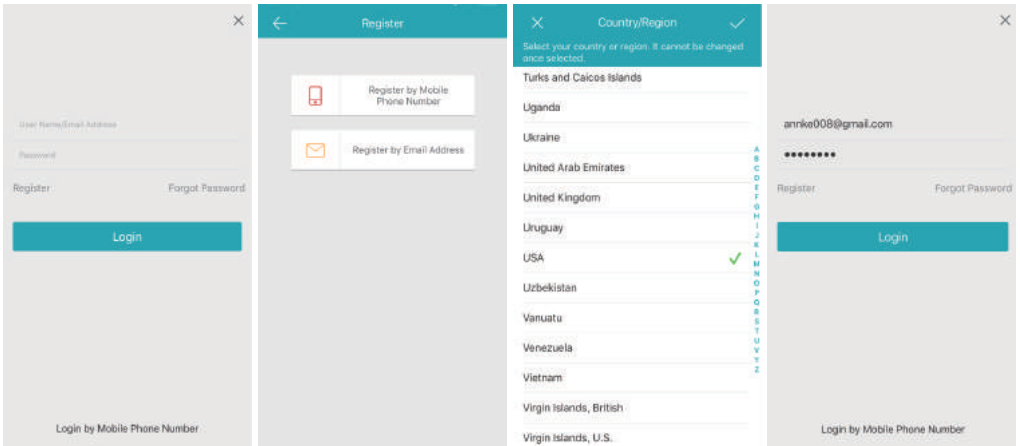 User Name/Email Address
Password
Register
Forgot Password
Login
Login by Mobile Phone Number
Register
Register by Mobile
Phone Number
Register by Email Address
Country/Region
Select your country or region. It cannot be changed
once selected.
Turks and Caicos Islands
Uganda
Ukraine
United Arab Emirates
United Kingdom
Uruguay
USA
Uzbekistan
Vanuatu
Venezuela
Vietnam
Virgin Islands, British
Virgin Islands, U.S.
A
B
C
D
E
F
G
H
I
J
K
L
M
N
O
P
Q
R
S
T
U
V
Y
Z
annke008@gmail.com
Register
Forgot Password
Login
Login by Mobile Phone Number